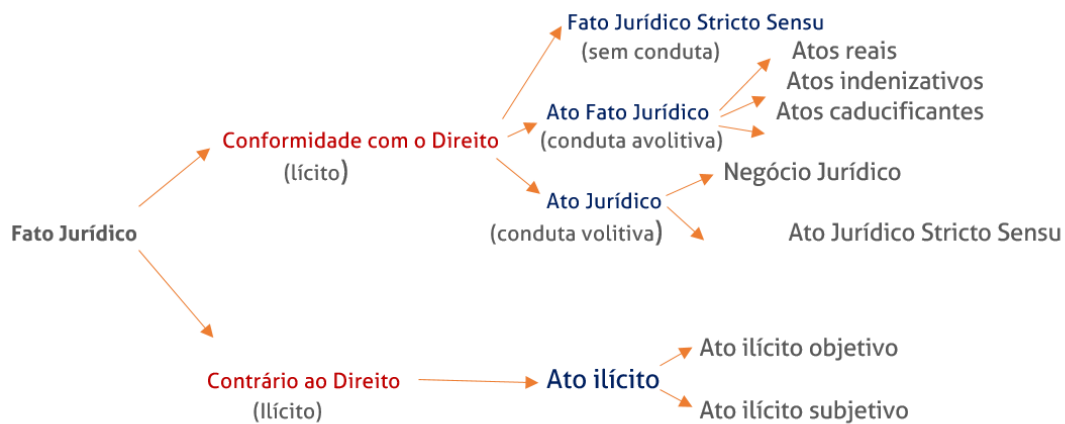 Fato Jurídico Stricto Sensu
(sem conduta)
Atos reais
Atos indenizativos
Ato Fato Jurídico
Atos caducificantes
(conduta avolitiva)
Conformidade com o Direito
(lícito)
Negócio Jurídico
Ato Jurídico
(conduta volitiva)
Ato Jurídico Stricto Sensu
Fato Jurídico
Ato ilícito objetivo
Contrário ao Direito
(Ilícito)
Ato ilícito
Ato ilícito subjetivo